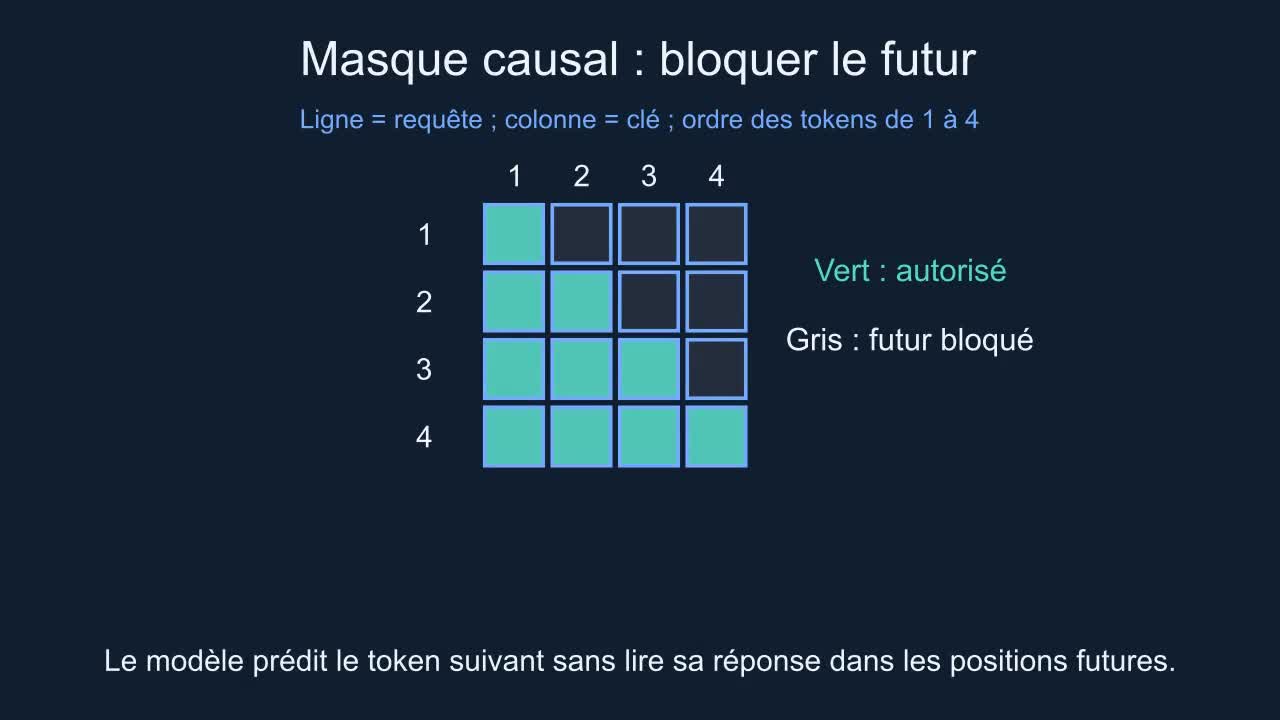 Masque causal : bloquer le futur
Ligne = requête ; colonne = clé ; ordre des tokens de 1 à 4
1 2 3 4
1
2
3
4
Vert : autorisé
Gris : futur bloqué
Le modèle prédit le token suivant sans lire sa réponse dans les positions futures.